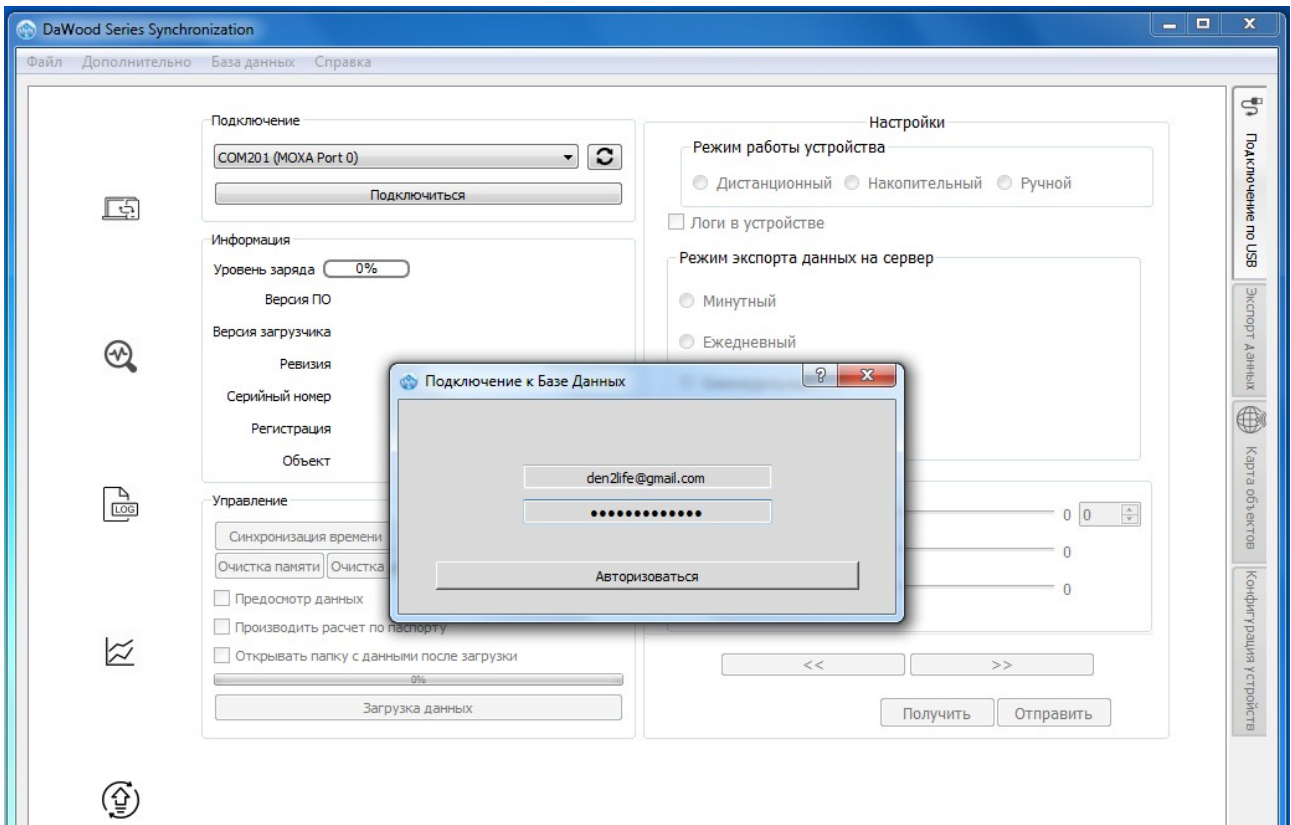 DaWood Series Synchronization
Файл Дополнительно База данных Справка
Подключение
COM201 (MOXA Port 0)
Подключиться
Информация
Уровень заряда 0%
Версия ПО
Версия загрузчика
Ревизия
Серийный номер
Регистрация
Объект
Управление
Синхронизация времени
Очистка памяти Очистка
Предосмотр данных
Производить расчет по паспорту
Открывать папку с данными после загрузки
0%
Загрузка данных
Настройки
Режим работы устройства
Дистанционный Накопительный Ручной
Логи в устройстве
Режим экспорта данных на сервер
Минутный
Ежедневный
0 0
0
0
<< >>
Получить Отправить
Подключение к Базе Данных
?
den2life@gmail.com
•••••••••••••
Авторизоваться
Подключение по USB
Экспорт данных
Карта объектов
Конфигурация устройств
LOG